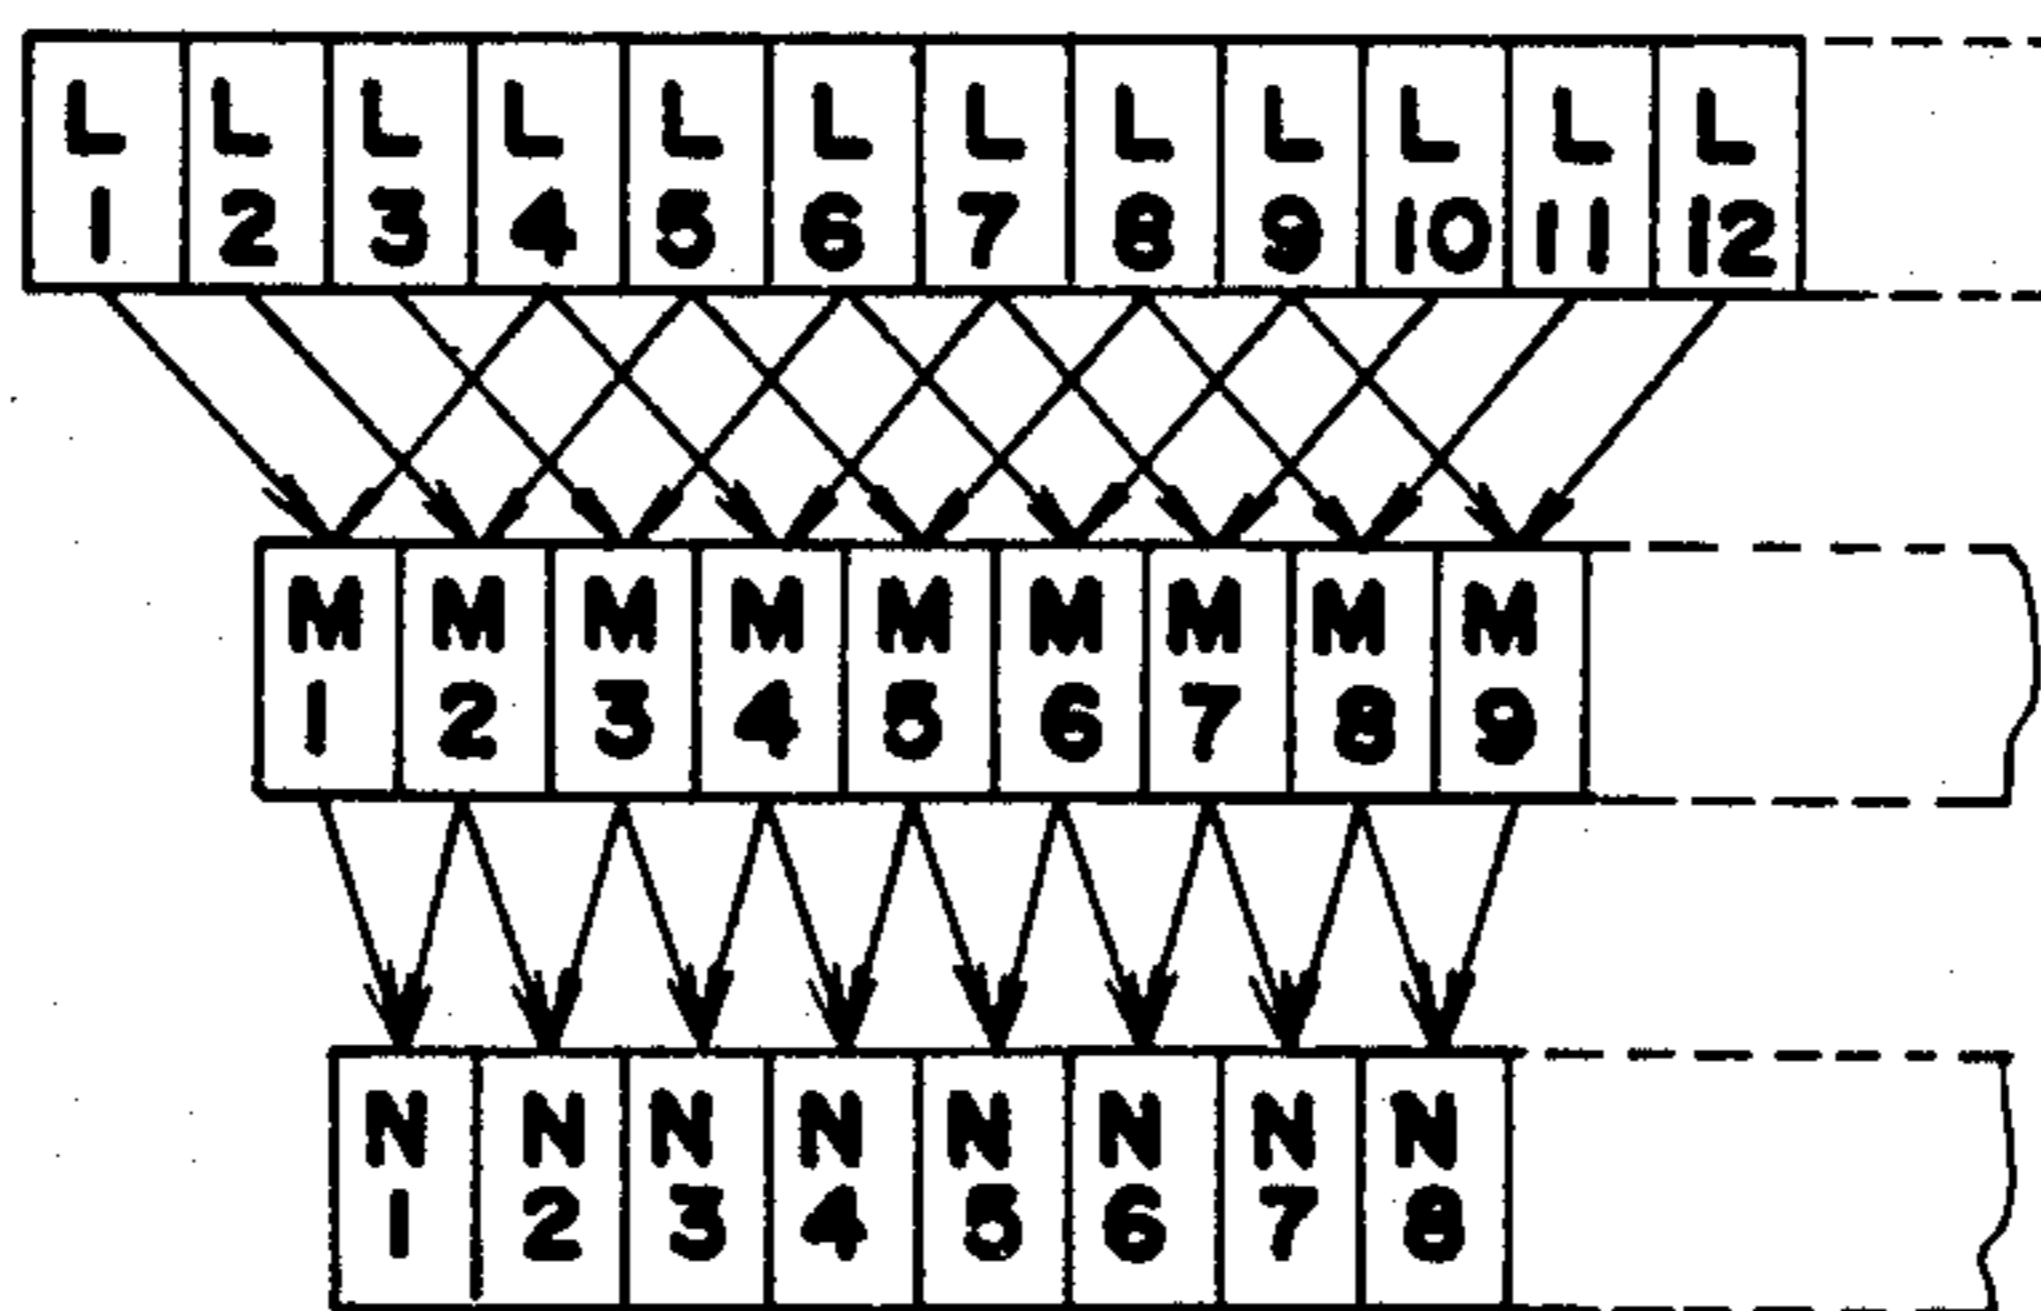 L L L L L L L L L L L L
1 2 3 4 5 6 7 8 9 10 11 12
M M M M M M M M M
1 2 3 4 5 6 7 8 9
N N N N N N N N
1 2 3 4 5 6 7 8